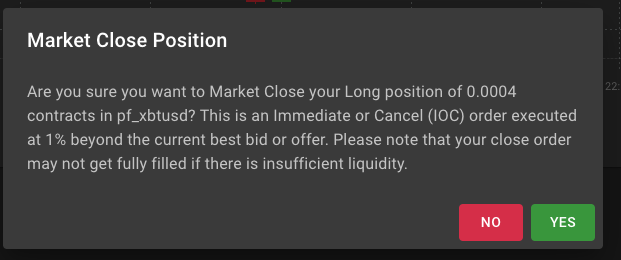 Market Close Position
Are you sure you want to Market Close your Long position of 0.0004
contracts in pf_xbtusd? This is an Immediate or Cancel (IOC) order executed
at 1% beyond the current best bid or offer. Please note that your close order
may not get fully filled if there is insufficient liquidity.
22:
NO
YES